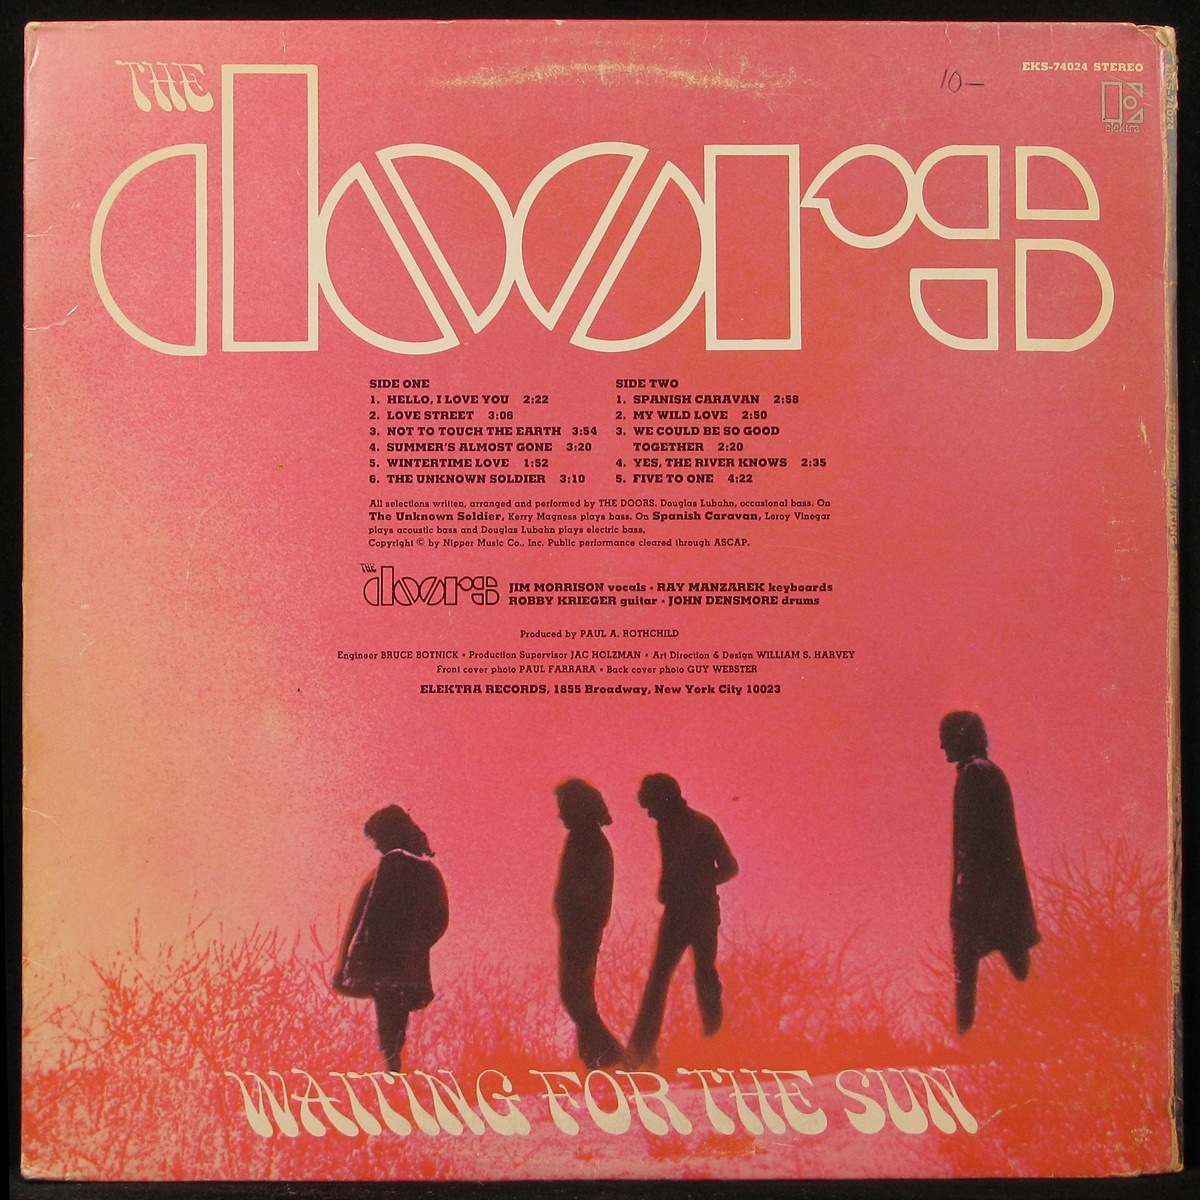 THE
doors
10-
EKS-74024 STEREO
elektra
SIDE ONE
1. HELLO, I LOVE YOU 2:22
2. LOVE STREET 3:06
3. NOT TO TOUCH THE EARTH 3:54
4. SUMMER'S ALMOST GONE 3:20
5. WINTERTIME LOVE 1:52
6. THE UNKNOWN SOLDIER 3:10
SIDE TWO
1. SPANISH CARAVAN 2:58
2. MY WILD LOVE 2:50
3. WE COULD BE SO GOOD
TOGETHER 2:20
4. YES, THE RIVER KNOWS 2:35
5. FIVE TO ONE 4:22
All selections written, arranged and performed by THE DOORS. Douglas Lubahn, occasional bass. On
The Unknown Soldier, Kerry Magness plays bass. On Spanish Caravan, Leroy Vinegar
plays acoustic bass and Douglas Lubahn plays electric bass.
Copyright © by Nipper Music Co., Inc. Public performance cleared through ASCAP.
THE
doors
JIM MORRISON vocals • RAY MANZAREK keyboards
ROBBY KRIEGER guitar • JOHN DENSMORE drums
Produced by PAUL A. ROTHCHILD
Engineer BRUCE BOTNICK • Production Supervisor JAC HOLZMAN • Art Direction & Design WILLIAM S. HARVEY
Front cover photo PAUL FARRARA • Back cover photo GUY WEBSTER
ELEKTRA RECORDS, 1855 Broadway, New York City 10023
WAITING FOR THE SUN